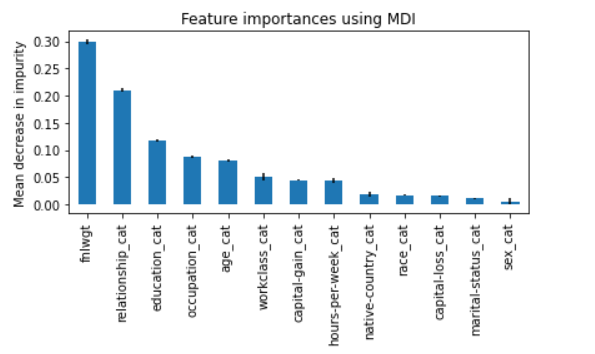 Feature importances using MDI
Mean decrease in impurity
0.30
0.25
0.20
0.15
0.10
0.05
0.00
fnlwgt
relationship_cat
education_cat
occupation_cat
age_cat
workclass_cat
capital-gain_cat
hours-per-week_cat
native-country_cat
race_cat
capital-loss_cat
marital-status_cat
sex_cat